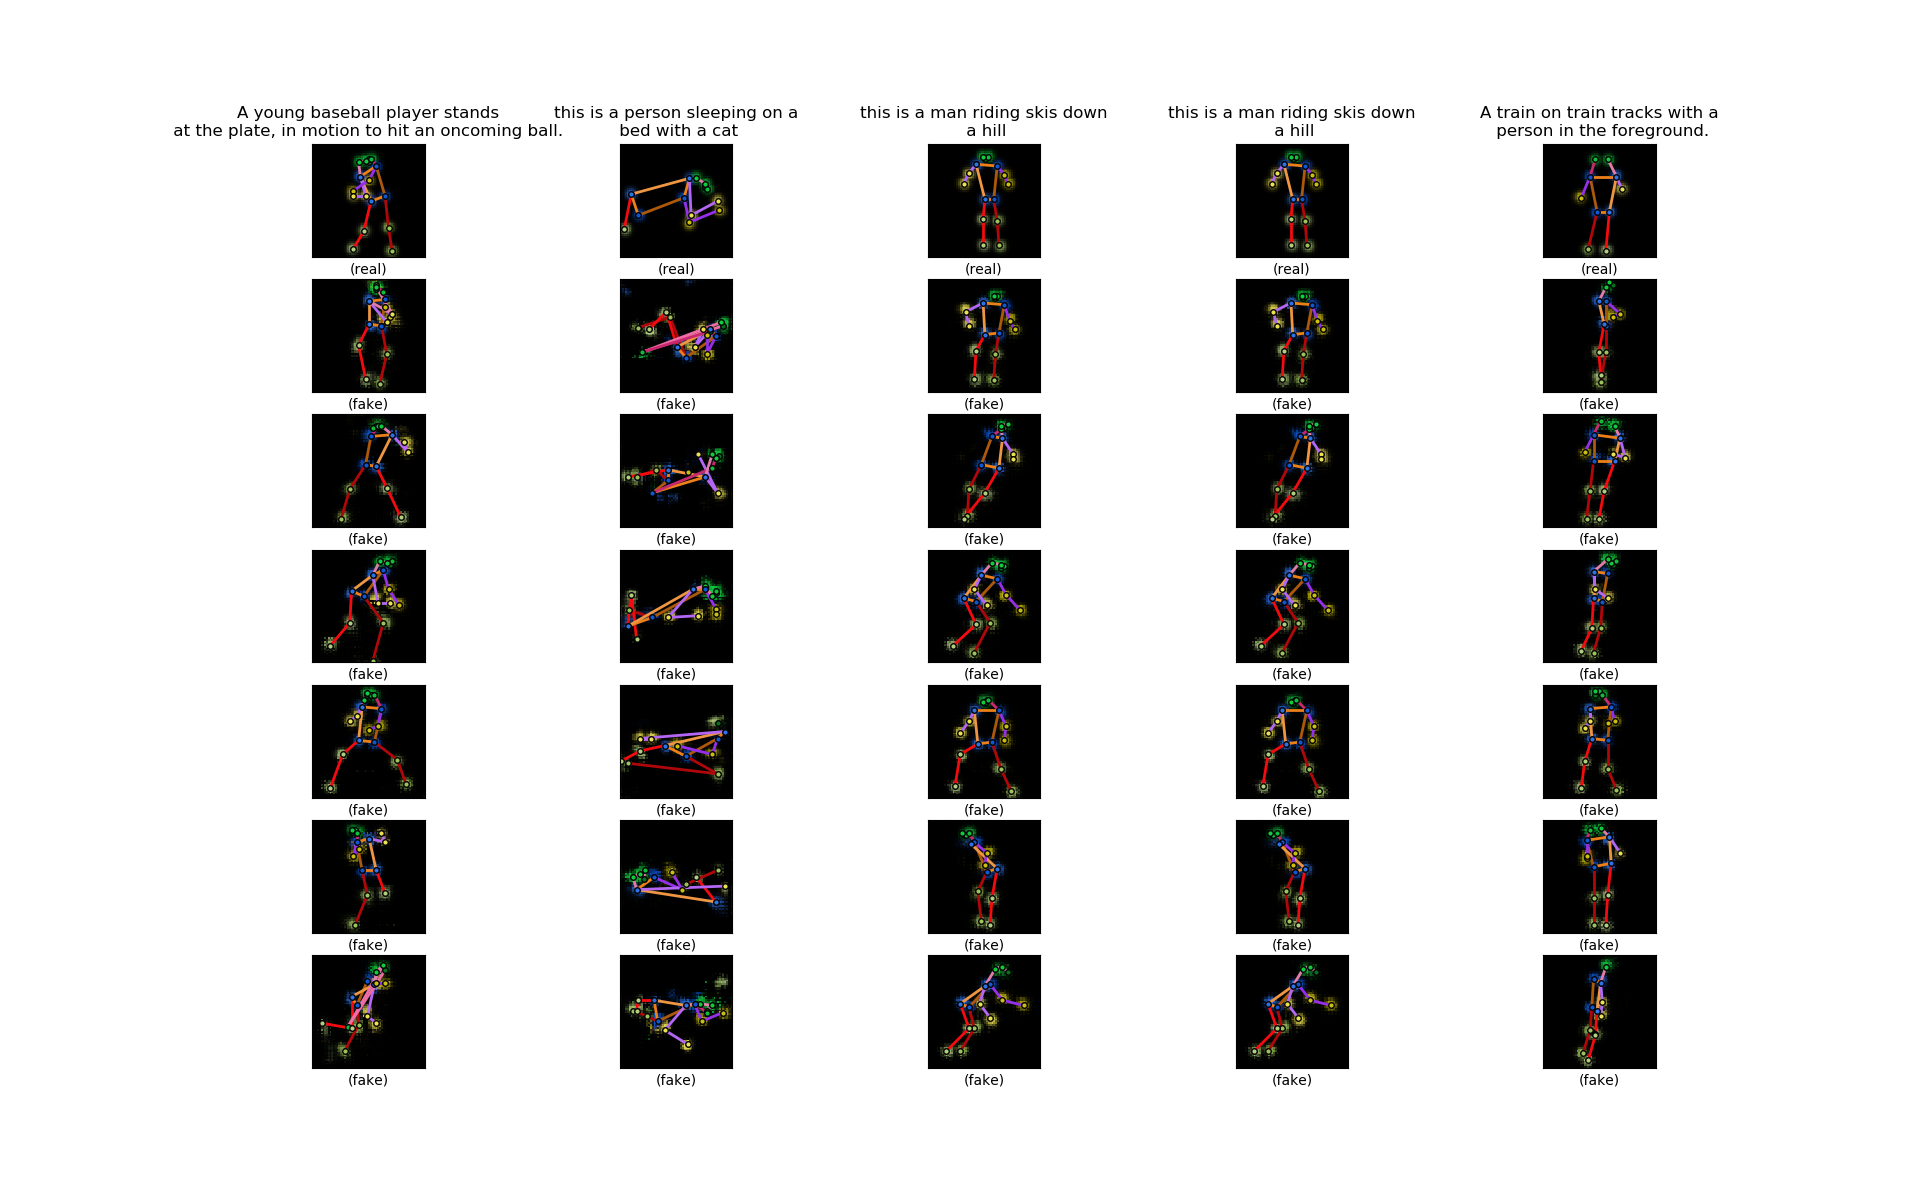 A young baseball player stands
at the plate, in motion to hit an oncoming ball.
this is a person sleeping on a
bed with a cat
this is a man riding skis down
a hill
this is a man riding skis down
a hill
A train on train tracks with a
person in the foreground.
(real) (real) (real) (real) (real)
(fake) (fake) (fake) (fake) (fake)
(fake) (fake) (fake) (fake) (fake)
(fake) (fake) (fake) (fake) (fake)
(fake) (fake) (fake) (fake) (fake)
(fake) (fake) (fake) (fake) (fake)
(fake) (fake) (fake) (fake) (fake)